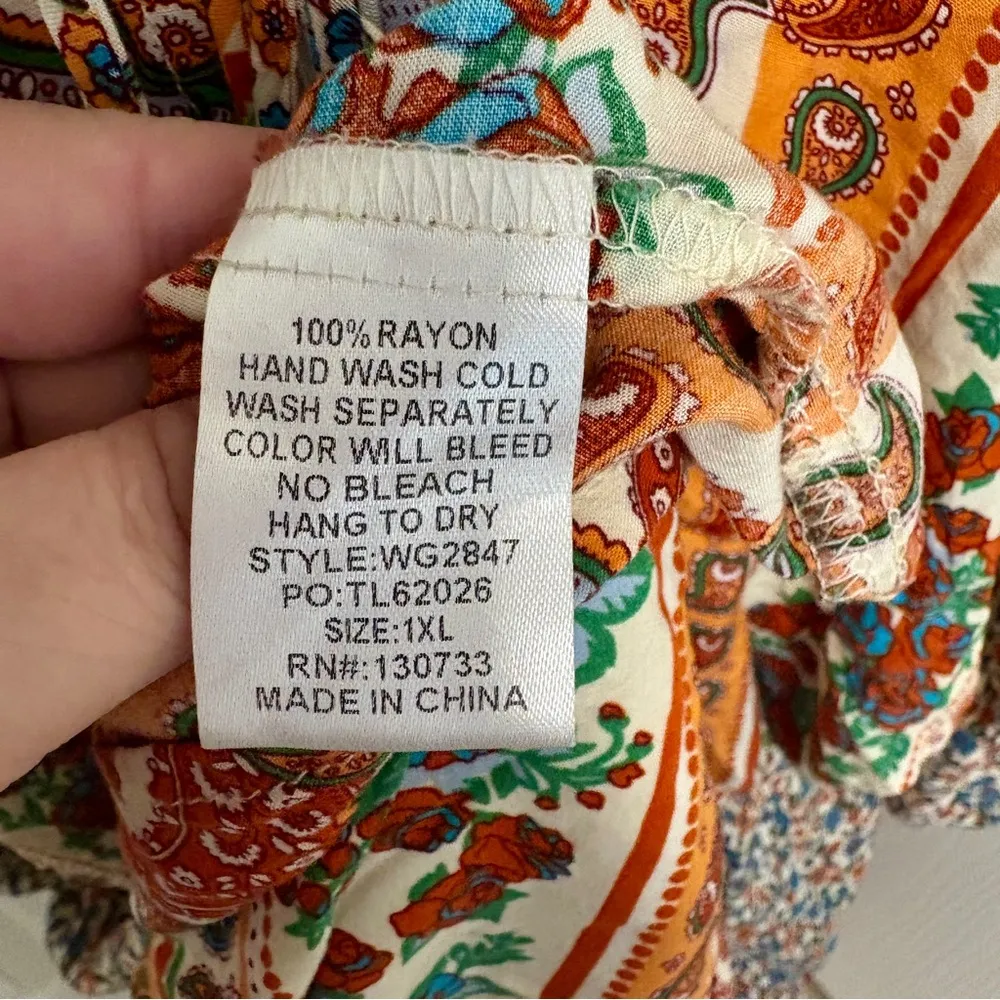 100% RAYON
HAND WASH COLD
WASH SEPARATELY
COLOR WILL BLEED
NO BLEACH
HANG TO DRY
STYLE:WG2847
PO:TL62026
SIZE:1XL
RN#:130733
MADE IN CHINA